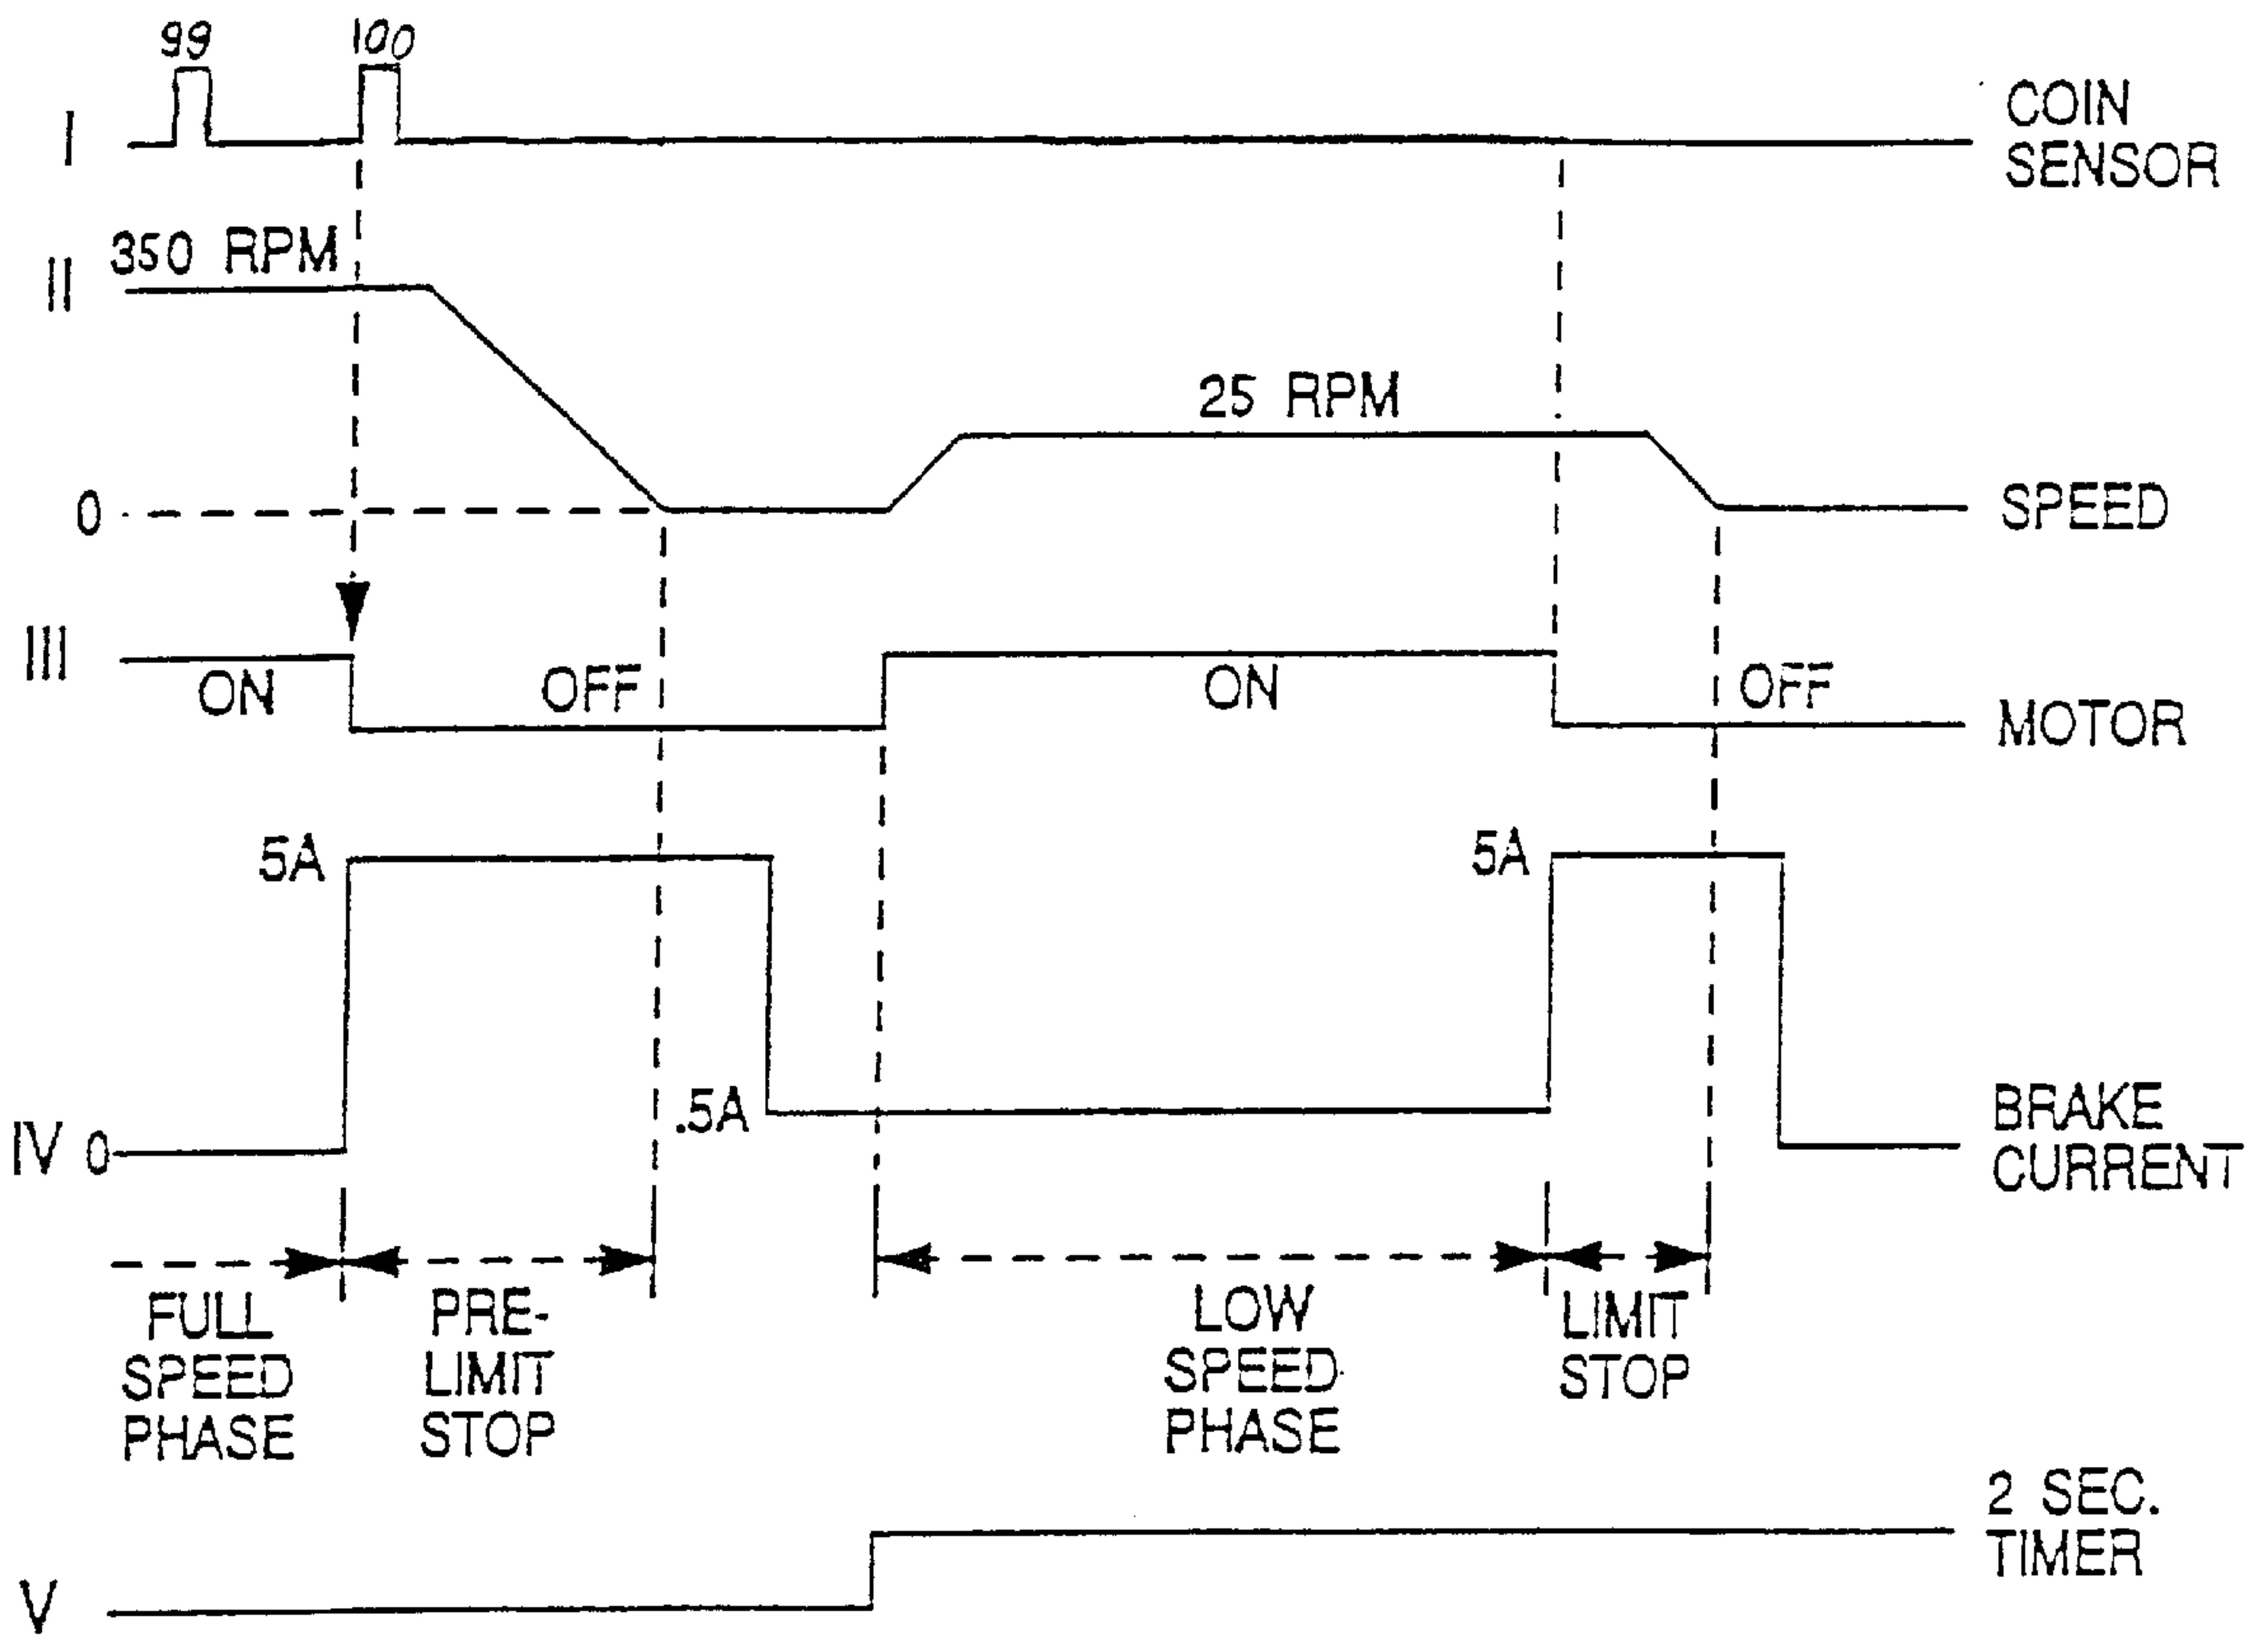 99
100
I
COIN
SENSOR
350 RPM
II
25 RPM
0
SPEED
III
ON
OFF
ON
OFF
MOTOR
5A
5A
.5A
IV 0
BRAKE
CURRENT
FULL
SPEED
PHASE
PRE-
LIMIT
STOP
LOW
SPEED
PHASE
LIMIT
STOP
2 SEC.
TIMER
V